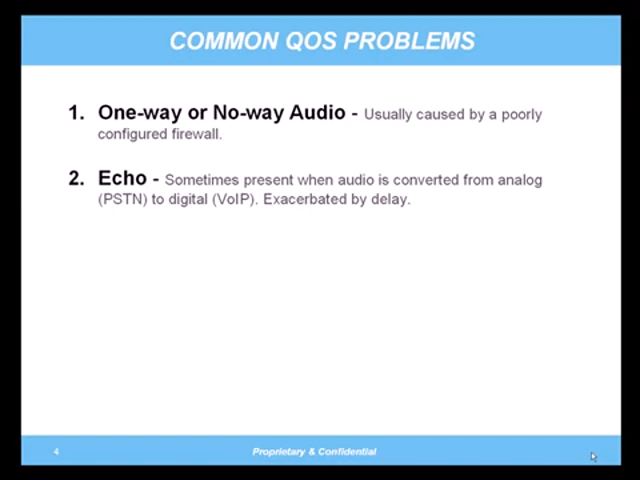 COMMON QOS PROBLEMS
1. One-way or No-way Audio - Usually caused by a poorly
configured firewall.
2. Echo - Sometimes present when audio is converted from analog
(PSTN) to digital (VoIP). Exacerbated by delay.
4 Proprietary & Confidential